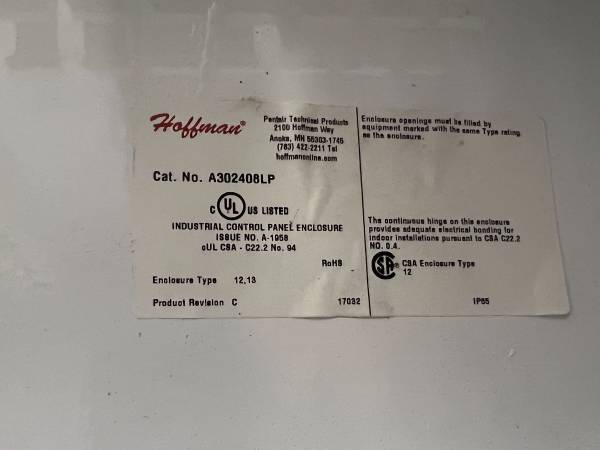 Hoffman®
Pentair Technical Products
2100 Hoffman Way
Anoka, MN 55303-1745
(763) 422-2211 Tel
hoffmanonline.com
Cat. No. A302408LP
C UL US LISTED
INDUSTRIAL CONTROL PANEL ENCLOSURE
ISSUE NO. A-1958
cUL CSA - C22.2 No. 94
RoHS
Enclosure Type 12,13
Product Revision C 17032
Enclosure openings must be filled by
equipment marked with the same Type rating
as the enclosure.
The continuous hinge on this enclosure
provides adequate electrical bonding for
indoor installations pursuant to CSA C22.2
NO. 0.4.
SA® CSA Enclosure Type
12
IP65